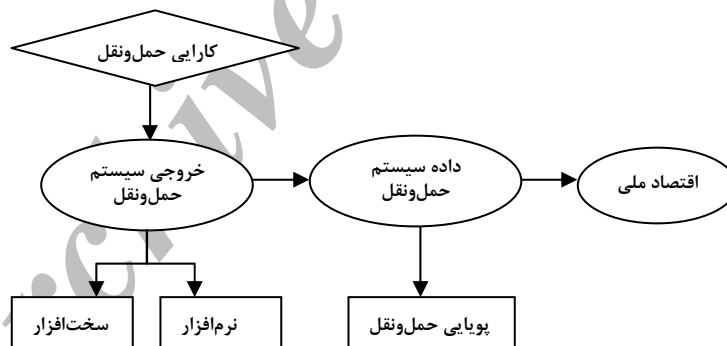 کارایی حمل‌ونقل
خروجی سیستم
حمل‌ونقل
داده سیستم
حمل‌ونقل
اقتصاد ملی
سخت‌افزار
نرم‌افزار
پویایی حمل‌ونقل